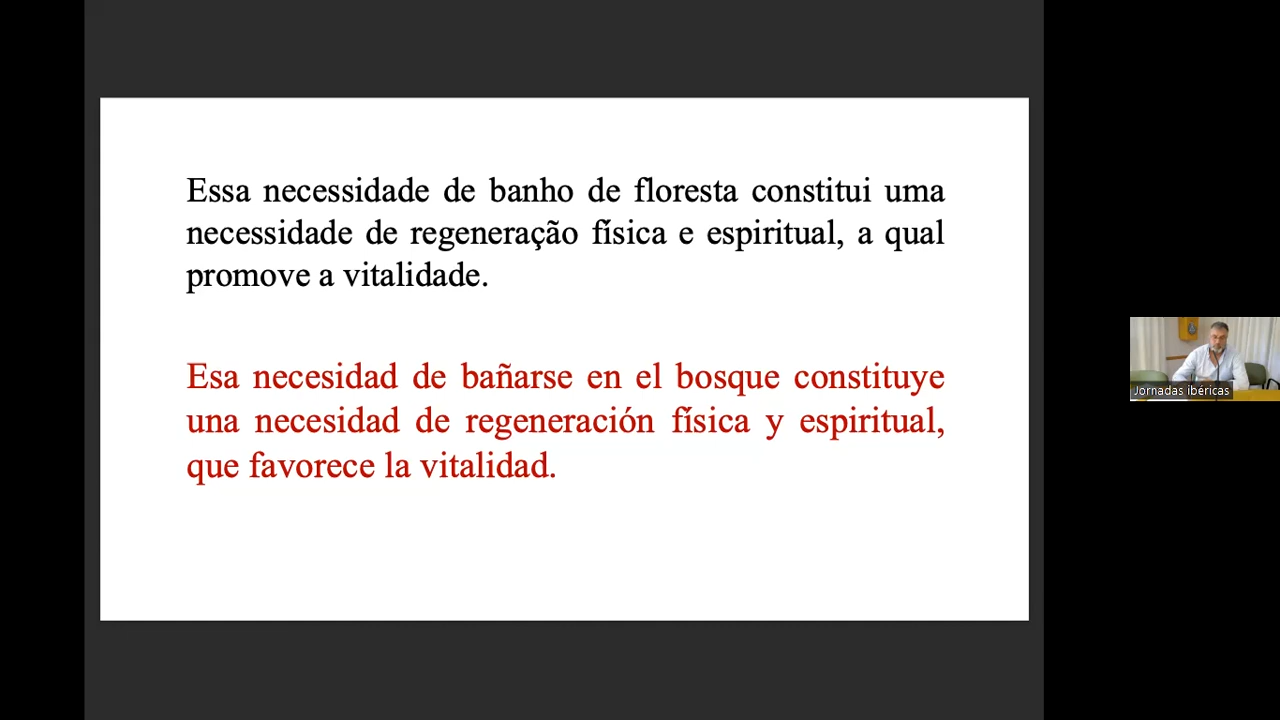 Essa necessidade de banho de floresta constitui uma
necessidade de regeneração física e espiritual, a qual
promove a vitalidade.
Esa necesidad de bañarse en el bosque constituye
una necesidad de regeneración física y espiritual,
que favorece la vitalidad.
Jornadas ibéricas